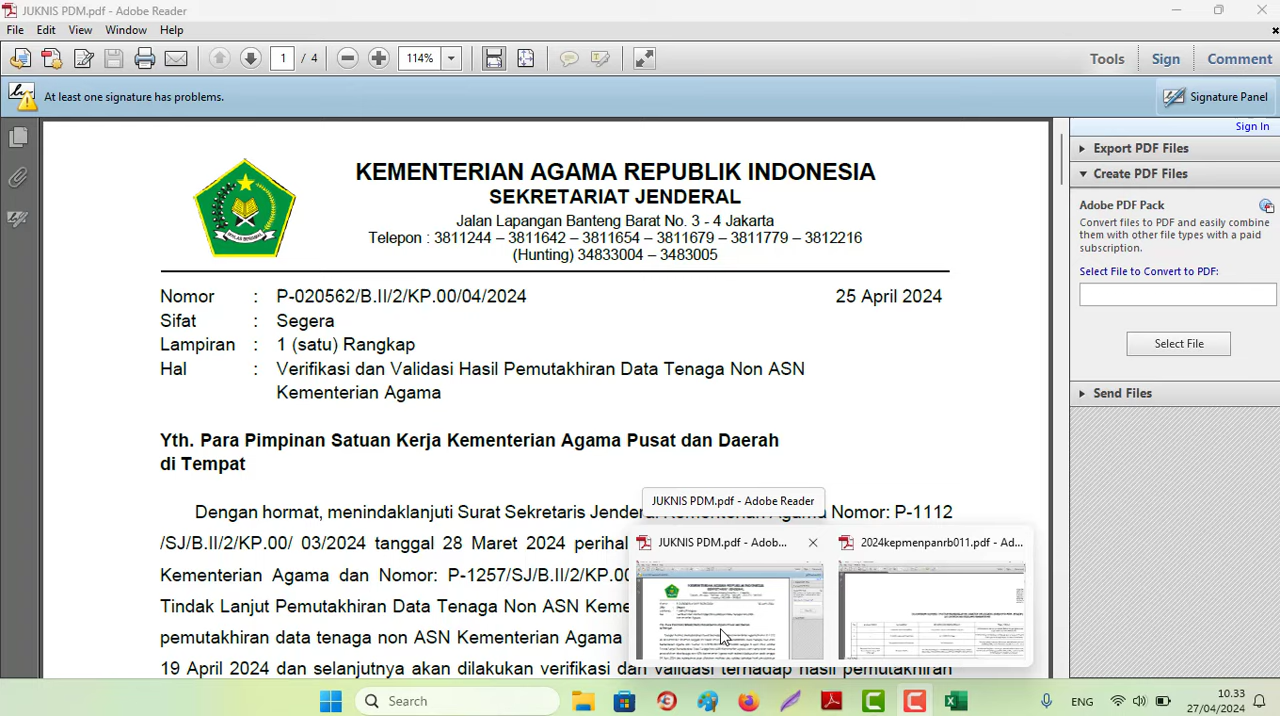 JUKNIS PDM.pdf - Adobe Reader
File Edit View Window Help
1 / 4 114% Tools Sign Comment
At least one signature has problems. Signature Panel
Sign In
Export PDF Files
Create PDF Files
Adobe PDF Pack
Convert files to PDF and easily combine
them with other file types with a paid
subscription.
Select File to Convert to PDF:
Select File
Send Files
KEMENTERIAN AGAMA REPUBLIK INDONESIA
SEKRETARIAT JENDERAL
Jalan Lapangan Banteng Barat No. 3 - 4 Jakarta
Telepon : 3811244 – 3811642 – 3811654 – 3811679 – 3811779 – 3812216
(Hunting) 34833004 – 3483005
Nomor : P-020562/B.II/2/KP.00/04/2024 25 April 2024
Sifat : Segera
Lampiran : 1 (satu) Rangkap
Hal : Verifikasi dan Validasi Hasil Pemutakhiran Data Tenaga Non ASN
Kementerian Agama
Yth. Para Pimpinan Satuan Kerja Kementerian Agama Pusat dan Daerah
di Tempat
Dengan hormat, menindaklanjuti Surat Sekretaris Jenderal Kementerian Agama Nomor: P-1112
/SJ/B.II/2/KP.00/ 03/2024 tanggal 28 Maret 2024 perihal
Kementerian Agama dan Nomor: P-1257/SJ/B.II/2/KP.00
Tindak Lanjut Pemutakhiran Data Tenaga Non ASN Keme
pemutakhiran data tenaga non ASN Kementerian Agama
19 April 2024 dan selanjutnya akan dilakukan verifikasi dan validasi terhadap hasil pemutakhiran
JUKNIS PDM.pdf - Adobe Reader
JUKNIS PDM.pdf - Adob...
2024kepmenpanrb011.pdf - Ad...
Search
ENG
10.33
27/04/2024